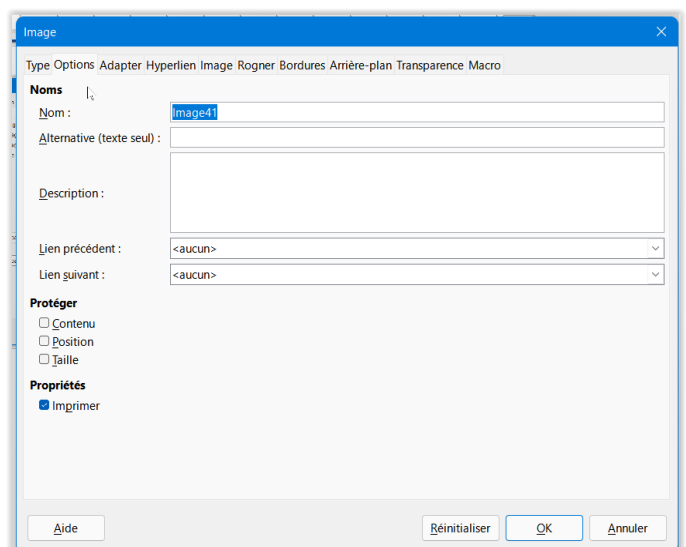 Image
Type Options Adapter Hyperlien Image Rogner Bordures Arrière-plan Transparence Macro
Noms
Nom : Image41
Alternative (texte seul) :
Description :
Lien précédent : <aucun>
Lien suivant : <aucun>
Protéger
Contenu
Position
Taille
Propriétés
Imprimer
Aide Réinitialiser OK Annuler